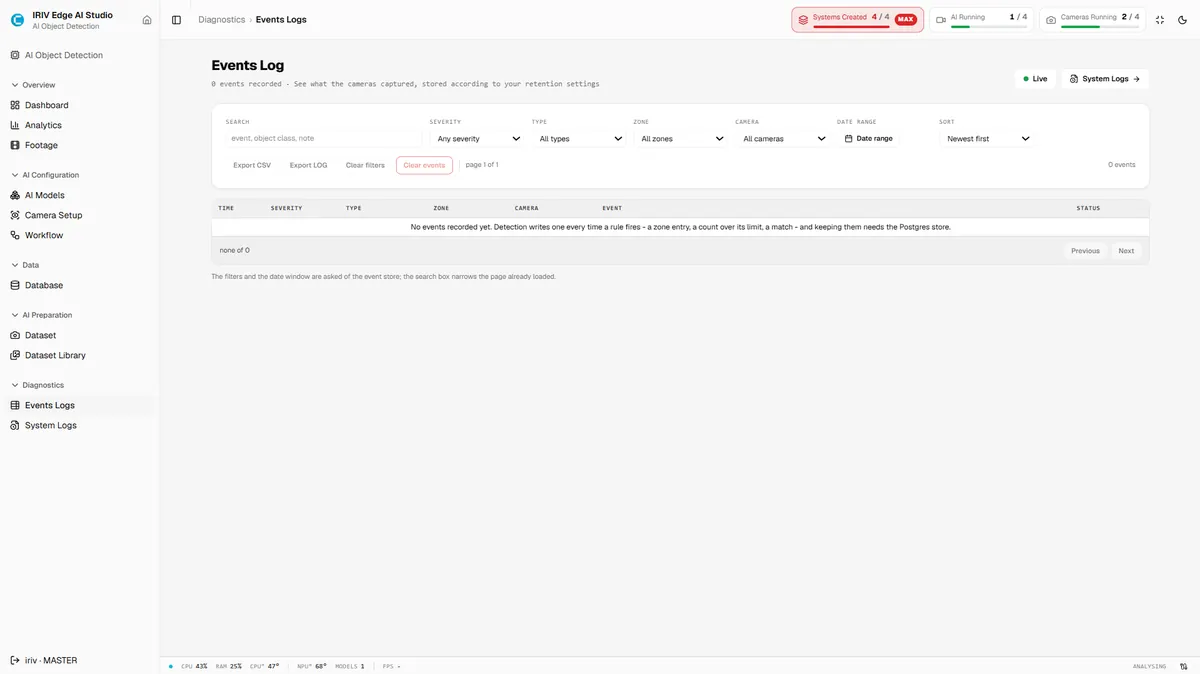 IRIV Edge AI Studio
AI Object Detection
Diagnostics › Events Logs
Systems Created 4 / 4 MAX
AI Running 1 / 4
Cameras Running 2 / 4
AI Object Detection
Overview
Dashboard
Analytics
Footage
AI Configuration
AI Models
Camera Setup
Workflow
Data
Database
AI Preparation
Dataset
Dataset Library
Diagnostics
Events Logs
System Logs
iriv · MASTER
Events Log
0 events recorded - See what the cameras captured, stored according to your retention settings
Live
System Logs →
SEARCH SEVERITY TYPE ZONE CAMERA DATE RANGE SORT
event, object class, note Any severity All types All zones All cameras Date range Newest first
Export CSV Export LOG Clear filters Clear events page 1 of 1 0 events
TIME SEVERITY TYPE ZONE CAMERA EVENT STATUS
No events recorded yet. Detection writes one every time a rule fires - a zone entry, a count over its limit, a match - and keeping them needs the Postgres store.
none of 0 Previous Next
The filters and the date window are asked of the event store; the search box narrows the page already loaded.
CPU 43% RAM 25% CPU° 47° NPU° 68° MODELS 1 FPS - ANALYSING